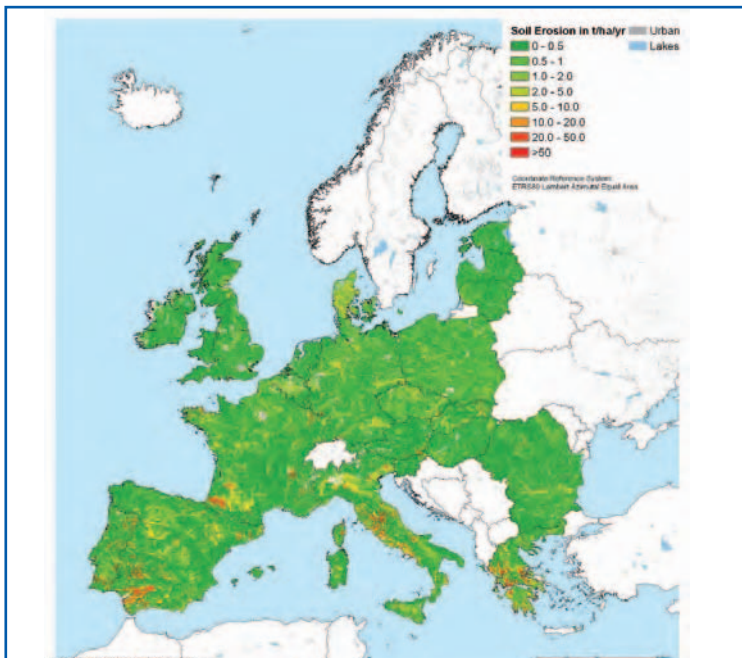 Soil Erosion in t/ha/yr
0 - 0.5
0.5 - 1
1.0 - 2.0
2.0 - 5.0
5.0 - 10.0
10.0 - 20.0
20.0 - 50.0
>50
Urban
Lakes
Coordinate Reference System:
ETRS89 Lambert Azimutal Equal Area